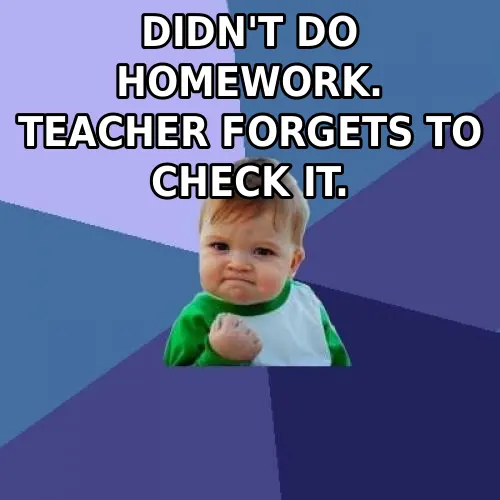 DIDN'T DO
HOMEWORK.
TEACHER FORGETS TO
CHECK IT.